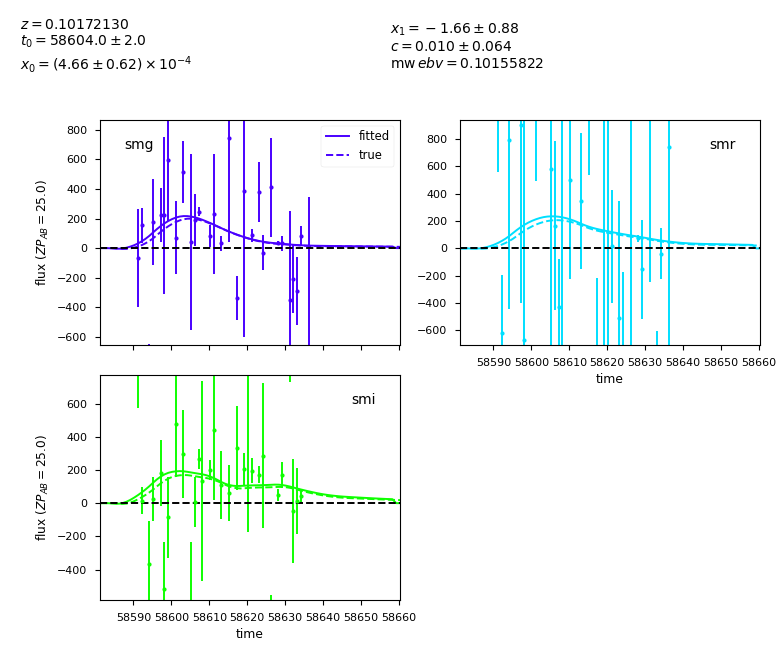 z = 0.10172130
t₀ = 58604.0 ± 2.0
x₀ = (4.66 ± 0.62) × 10⁻⁴
x₁ = −1.66 ± 0.88
c = 0.010 ± 0.064
mw ebv = 0.10155822
800
600
400
200
0
−200
−400
−600
flux (ZP_AB = 25.0)
smg
fitted
true
800
600
400
200
0
−200
−400
−600
smr
58590 58600 58610 58620 58630 58640 58650 58660
time
600
400
200
0
−200
−400
flux (ZP_AB = 25.0)
smi
58590 58600 58610 58620 58630 58640 58650 58660
time